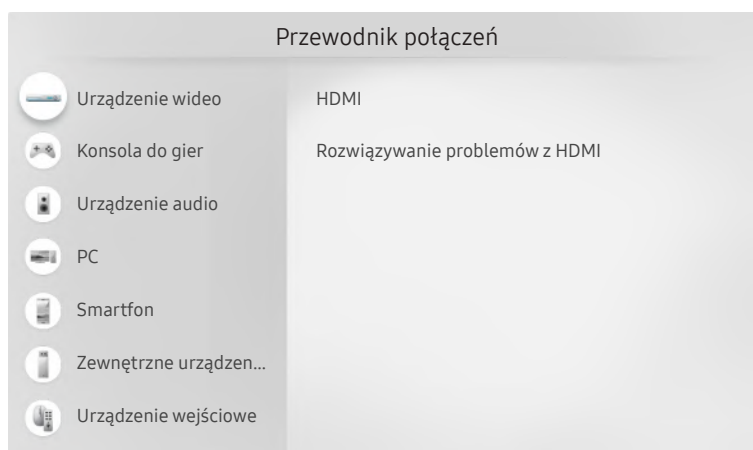 Przewodnik połączeń
Urządzenie wideo
Konsola do gier
Urządzenie audio
PC
Smartfon
Zewnętrzne urządzen...
Urządzenie wejściowe
HDMI
Rozwiązywanie problemów z HDMI